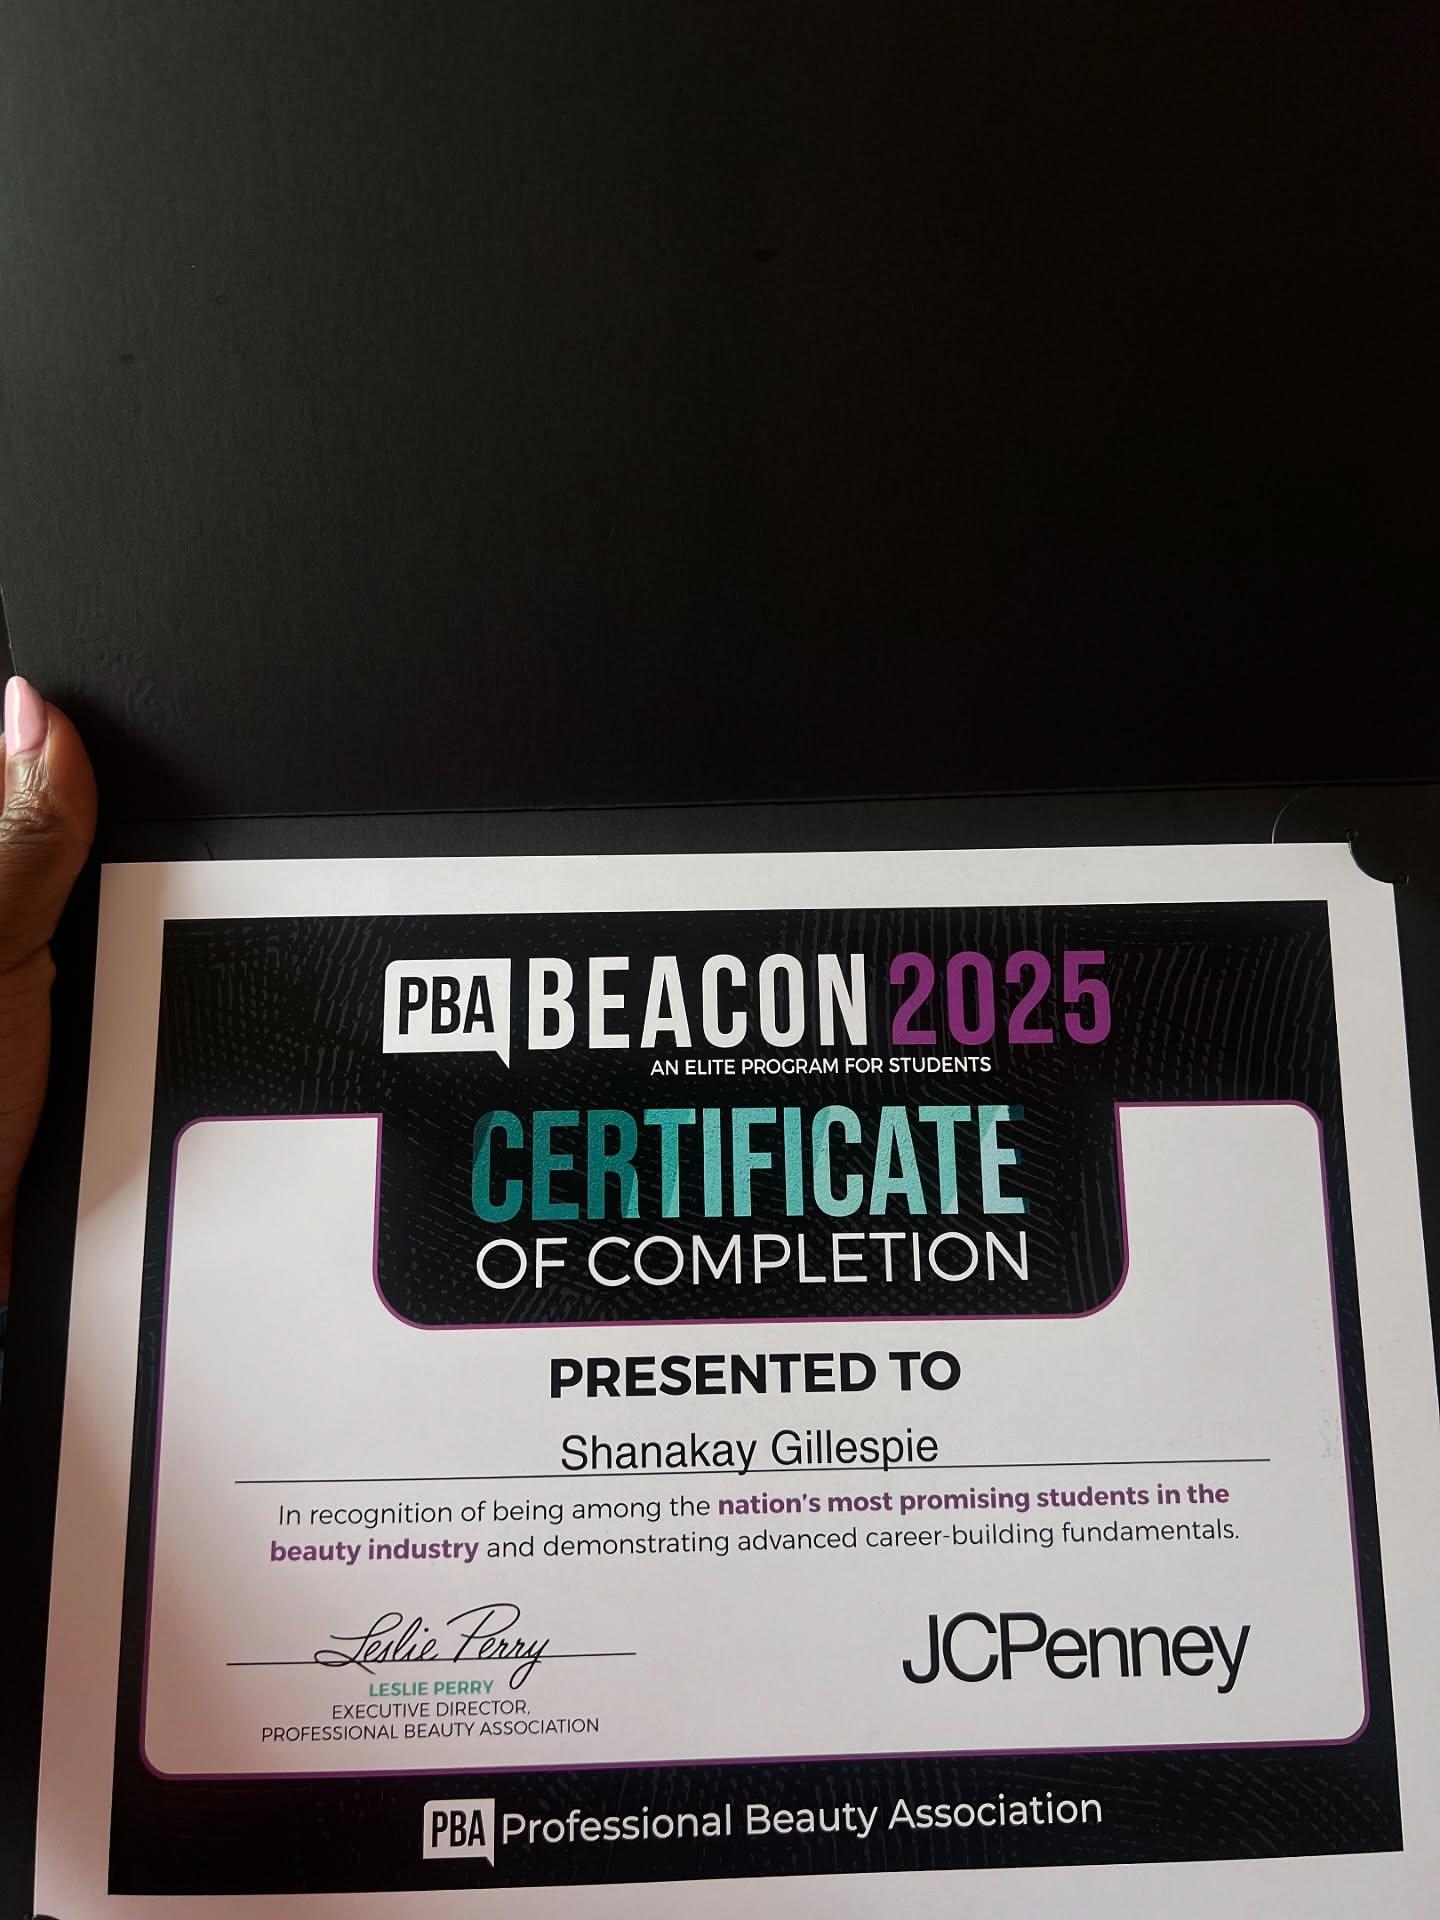 PBA BEACON 2025
AN ELITE PROGRAM FOR STUDENTS
CERTIFICATE
OF COMPLETION
PRESENTED TO
Shanakay Gillespie
In recognition of being among the nation's most promising students in the
beauty industry and demonstrating advanced career-building fundamentals.
Leslie Perry
LESLIE PERRY
EXECUTIVE DIRECTOR,
PROFESSIONAL BEAUTY ASSOCIATION
JCPenney
PBA Professional Beauty Association